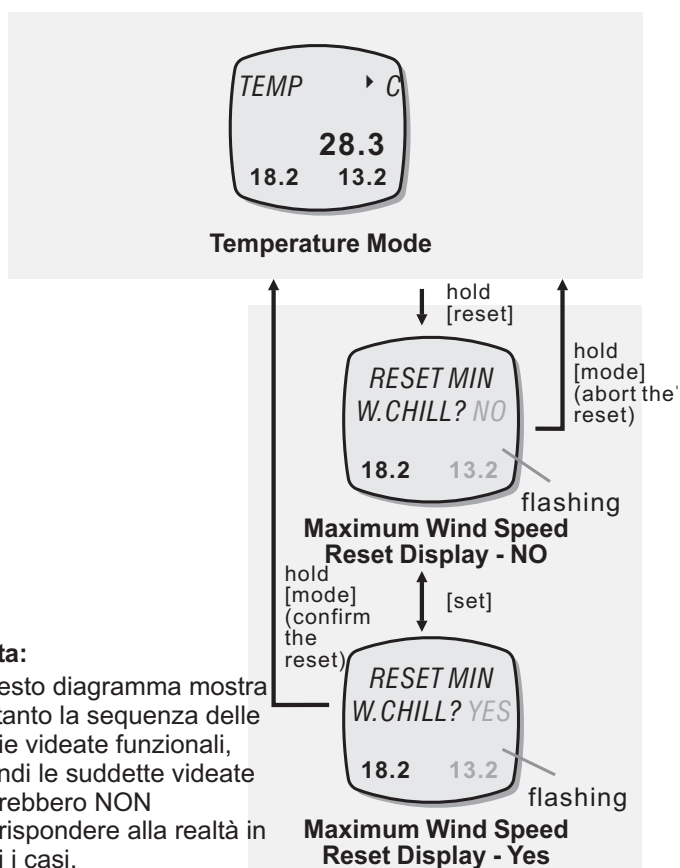 TEMP ▸ C
28.3
18.2 13.2
Temperature Mode
hold
[reset]
hold
[mode]
(abort the
reset)
RESET MIN
W.CHILL? NO
18.2 13.2
flashing
Maximum Wind Speed
Reset Display - NO
hold
[mode]
(confirm
the
reset)
[set]
RESET MIN
W.CHILL? YES
18.2 13.2
flashing
Maximum Wind Speed
Reset Display - Yes
ta:
esto diagramma mostra
tanto la sequenza delle
ie videate funzionali,
ndi le suddette videate
rebbero NON
rispondere alla realtà in
i i casi.